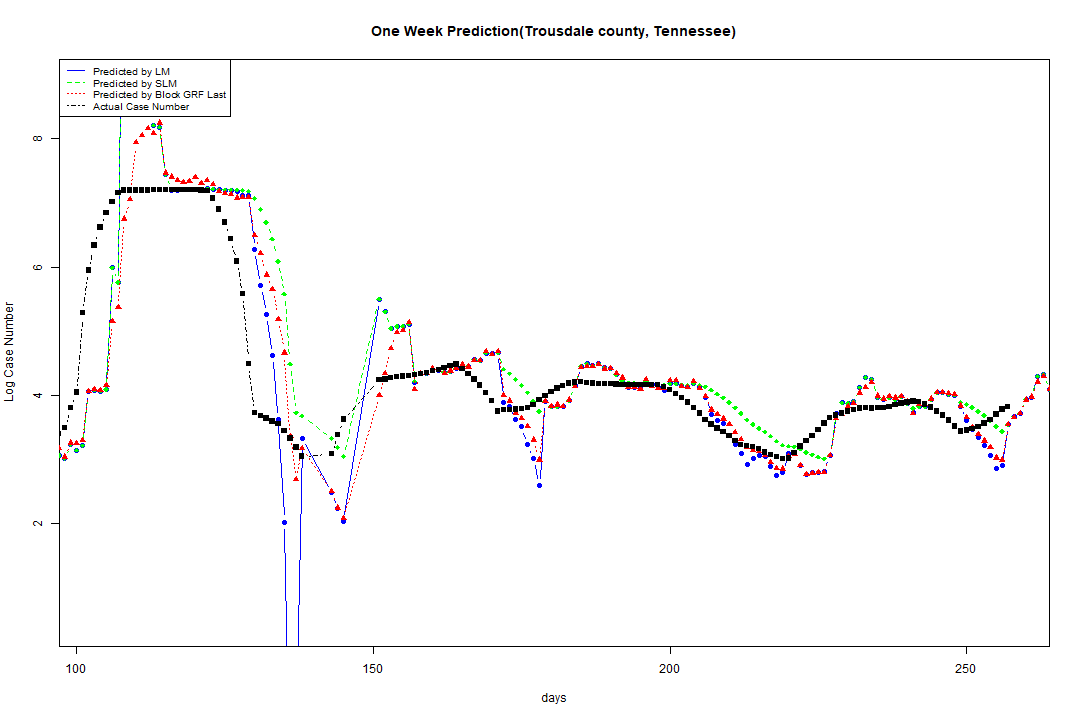 One Week Prediction(Trousdale county, Tennessee)
Predicted by LM
Predicted by SLM
Predicted by Block GRF Last
Actual Case Number
8
6
4
2
Log Case Number
100 150 200 250
days